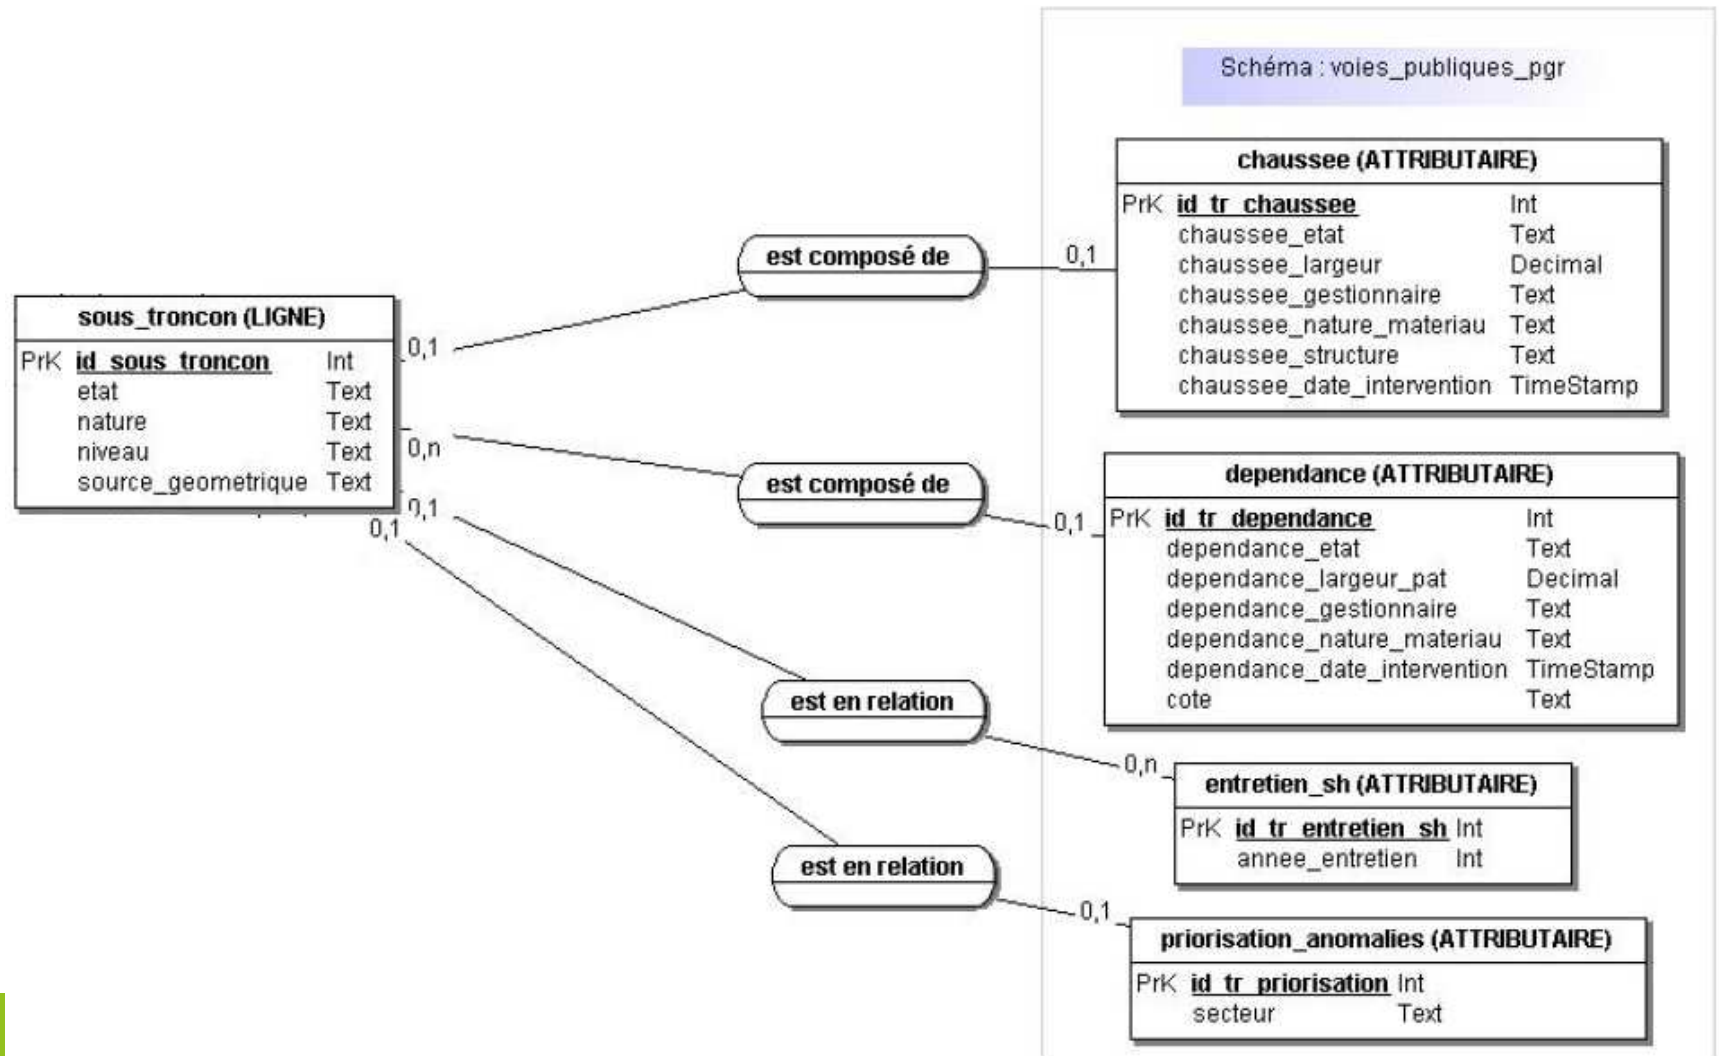 Schéma : voies_publiques_pgr
chaussee (ATTRIBUTAIRE)
PrK id_tr_chaussee Int
chaussee_etat Text
chaussee_largeur Decimal
chaussee_gestionnaire Text
chaussee_nature_materiau Text
chaussee_structure Text
chaussee_date_intervention TimeStamp
est composé de
0,1
0,1
sous_troncon (LIGNE)
PrK id_sous_troncon Int
etat Text
nature Text
niveau Text
source_geometrique Text
0,n
0,1
0,1
est composé de
0,1
dependance (ATTRIBUTAIRE)
PrK id_tr_dependance Int
dependance_etat Text
dependance_largeur_pat Decimal
dependance_gestionnaire Text
dependance_nature_materiau Text
dependance_date_intervention TimeStamp
cote Text
est en relation
0,n
entretien_sh (ATTRIBUTAIRE)
PrK id_tr_entretien_sh Int
annee_entretien Int
est en relation
0,1
priorisation_anomalies (ATTRIBUTAIRE)
PrK id_tr_priorisation Int
secteur Text